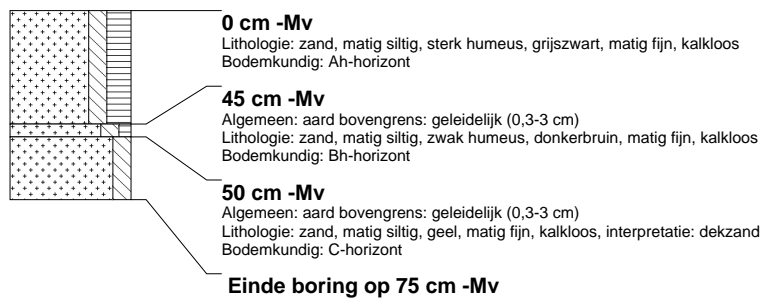 0 cm -Mv
Lithologie: zand, matig siltig, sterk humeus, grijszwart, matig fijn, kalkloos
Bodemkundig: Ah-horizont
45 cm -Mv
Algemeen: aard bovengrens: geleidelijk (0,3-3 cm)
Lithologie: zand, matig siltig, zwak humeus, donkerbruin, matig fijn, kalkloos
Bodemkundig: Bh-horizont
50 cm -Mv
Algemeen: aard bovengrens: geleidelijk (0,3-3 cm)
Lithologie: zand, matig siltig, geel, matig fijn, kalkloos, interpretatie: dekzand
Bodemkundig: C-horizont
Einde boring op 75 cm -Mv